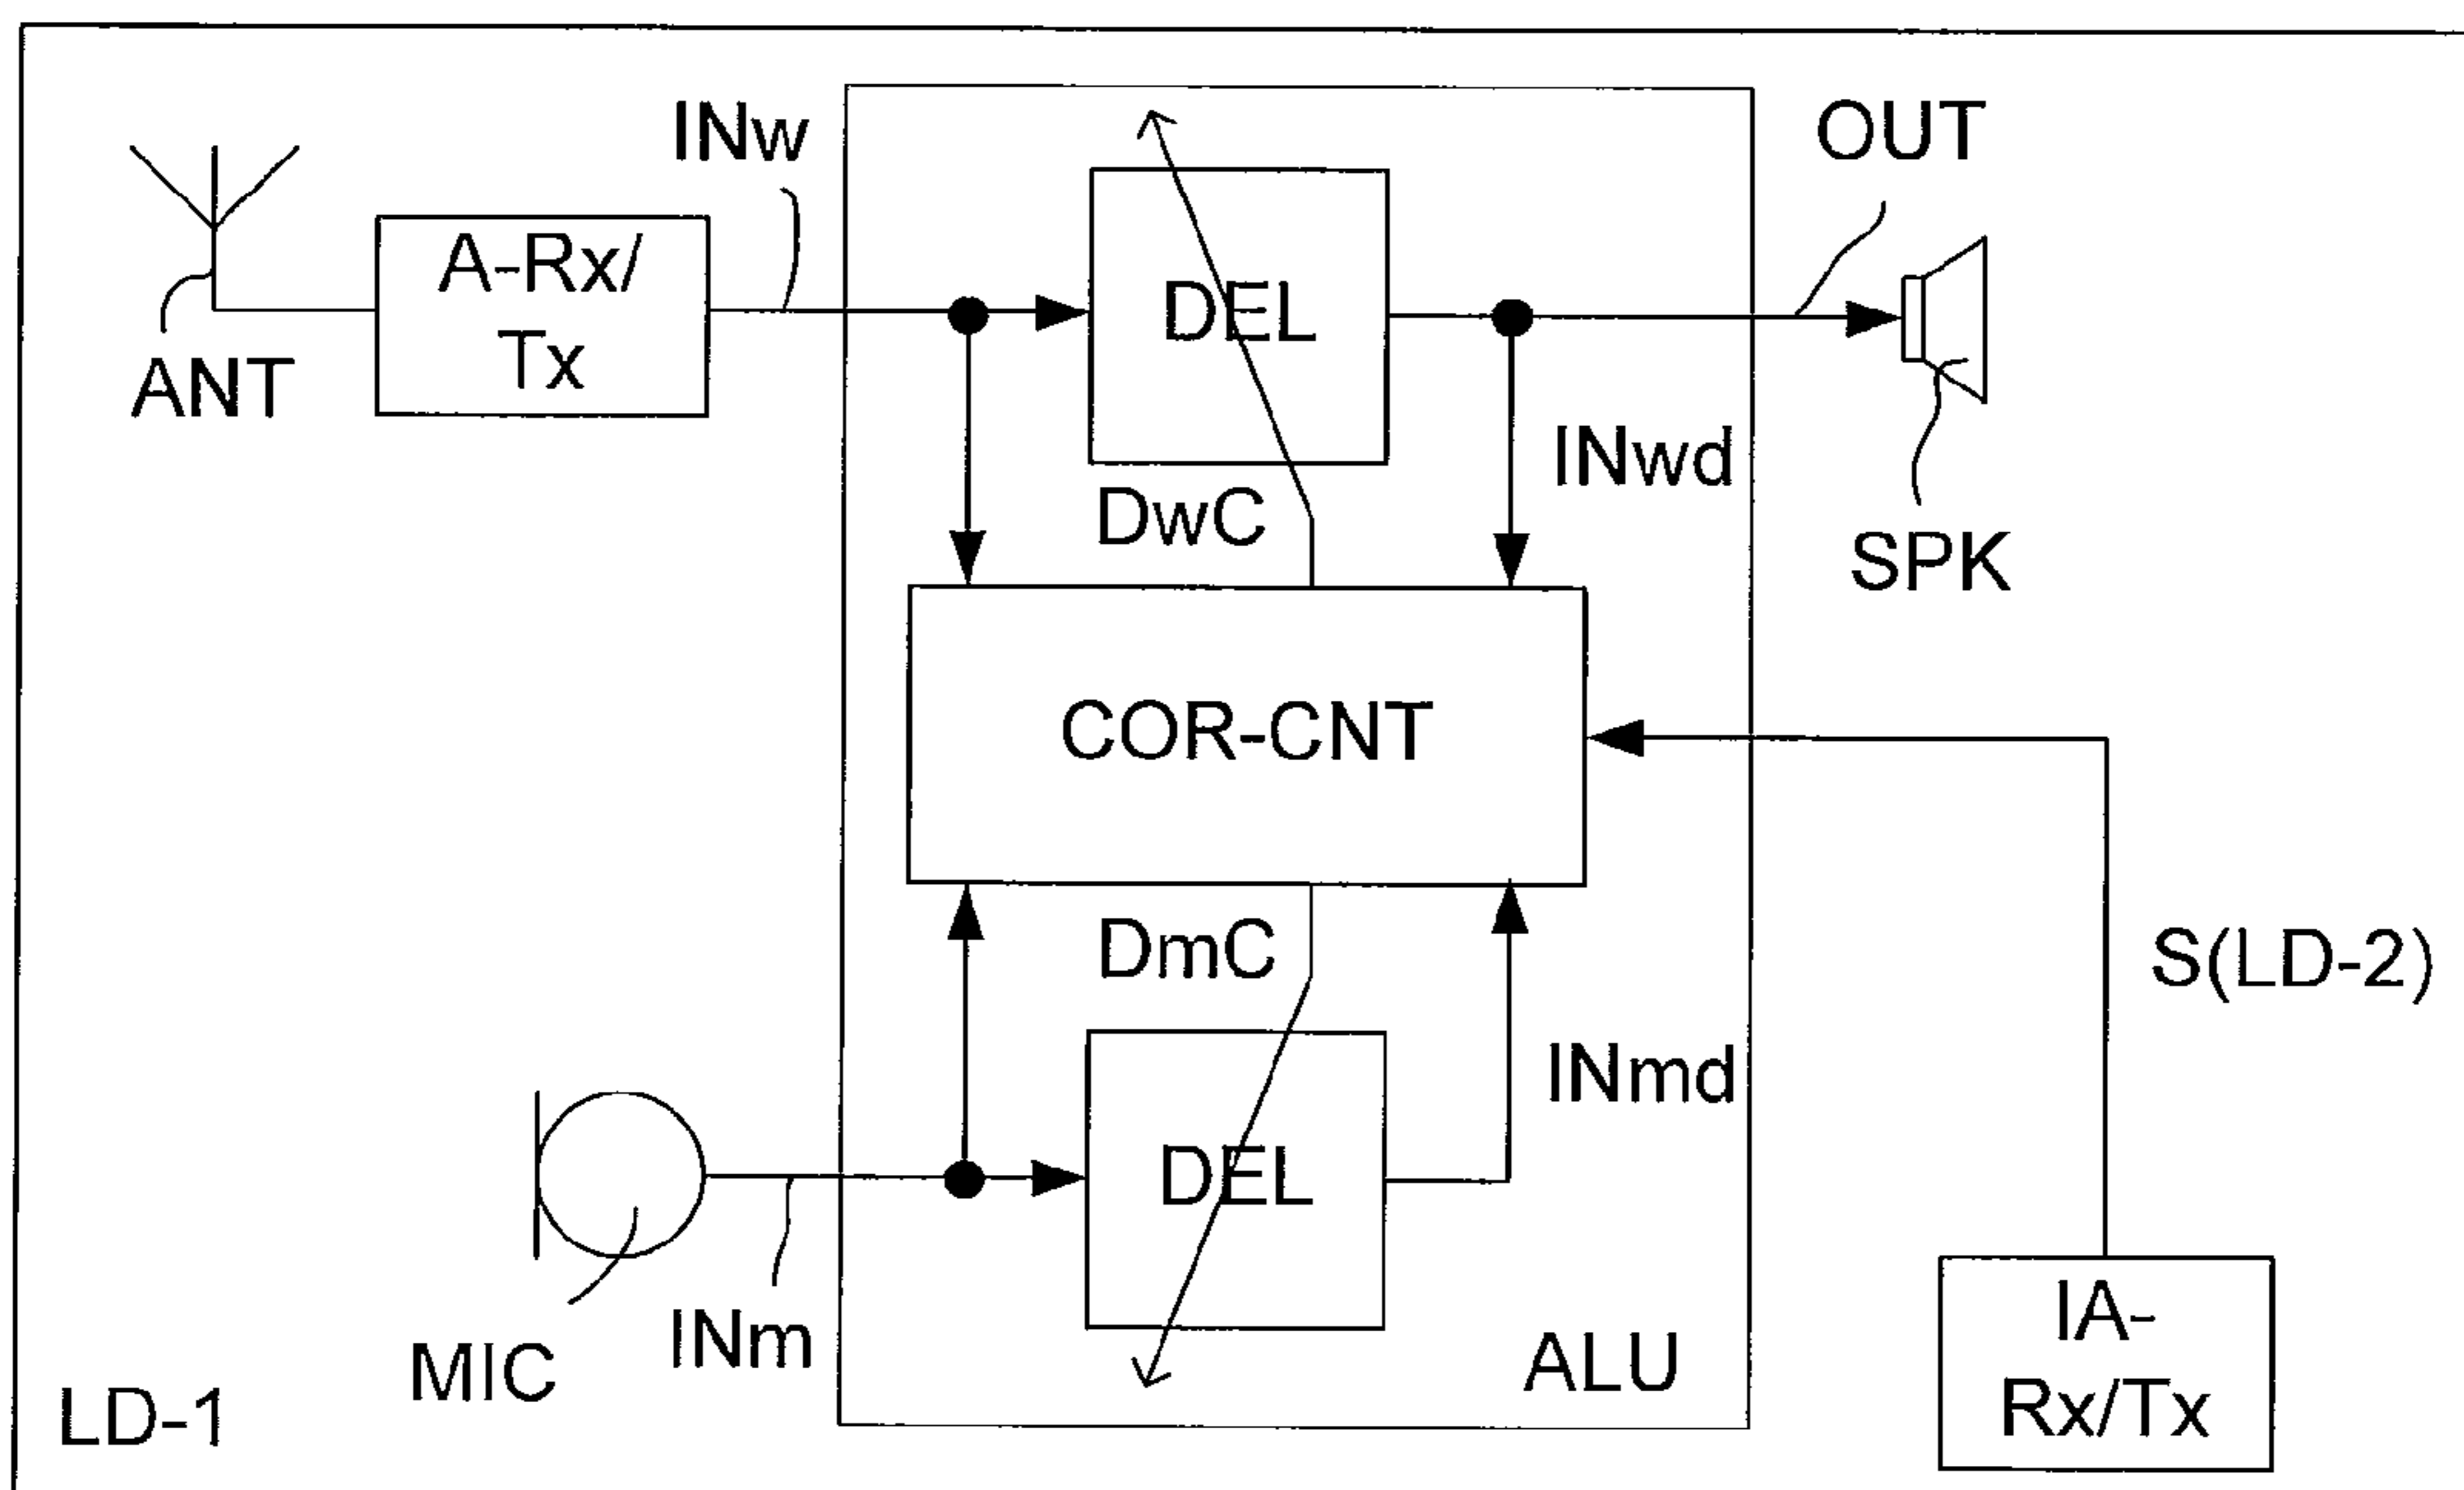 INw
OUT
A-Rx/
Tx
DEL
ANT
INwd
DwC
SPK
COR-CNT
DmC
S(LD-2)
INmd
DEL
INm
MIC
ALU
IA-
Rx/Tx
LD-1